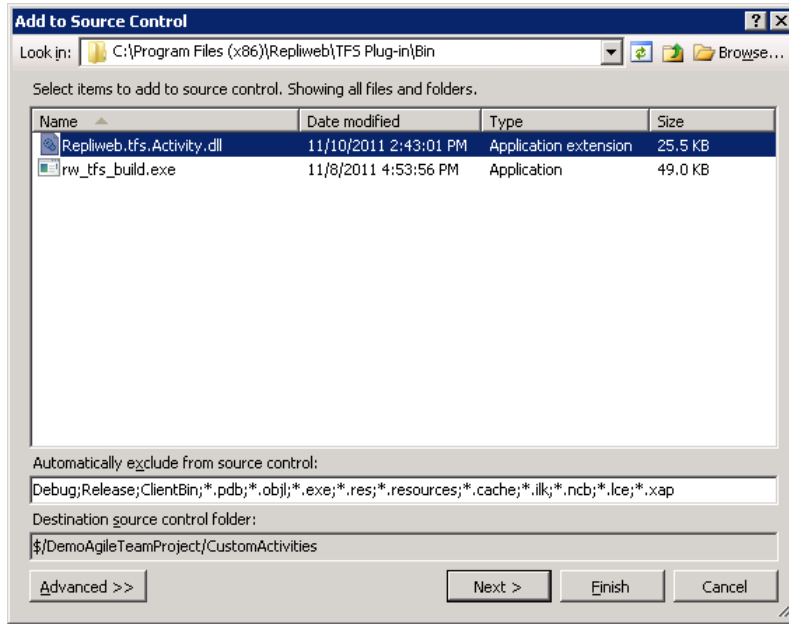 Add to Source Control
Look in: C:\Program Files (x86)\Repliweb\TFS Plug-in\Bin Browse...
Select items to add to source control. Showing all files and folders.
Name Date modified Type Size
Repliweb.tfs.Activity.dll 11/10/2011 2:43:01 PM Application extension 25.5 KB
rw_tfs_build.exe 11/8/2011 4:53:56 PM Application 49.0 KB
Automatically exclude from source control:
Debug;Release;ClientBin;*.pdb;*.obj|;*.exe;*.res;*.resources;*.cache;*.ilk;*.ncb;*.lce;*.xap
Destination source control folder:
$/DemoAgileTeamProject/CustomActivities
Advanced >> Next > Finish Cancel